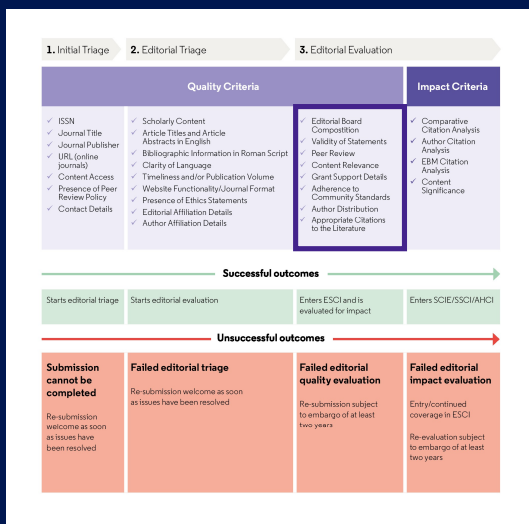 1. Initial Triage
2. Editorial Triage
3. Editorial Evaluation
Quality Criteria
Impact Criteria
✓ ISSN
✓ Journal Title
✓ Journal Publisher
✓ URL (online
journals)
✓ Content Access
✓ Presence of Peer
Review Policy
✓ Contact Details
✓ Scholarly Content
✓ Article Titles and Article
Abstracts in English
✓ Bibliographic Information in Roman Script
✓ Clarity of Language
✓ Timeliness and/or Publication Volume
✓ Website Functionality/Journal Format
✓ Presence of Ethics Statements
✓ Editorial Affiliation Details
✓ Author Affiliation Details
✓ Editorial Board
Compostition
✓ Validity of Statements
✓ Peer Review
✓ Content Relevance
✓ Grant Support Details
✓ Adherence to
Community Standards
✓ Author Distribution
✓ Appropriate Citations
to the Literature
✓ Comparative
Citation Analysis
✓ Author Citation
Analysis
✓ EBM Citation
Analysis
✓ Content
Significance
Successful outcomes
Starts editorial triage
Starts editorial evaluation
Enters ESCI and is
evaluated for impact
Enters SCIE/SSCI/AHCI
Unsuccessful outcomes
Submission
cannot be
completed
Re-submission
welcome as soon
as issues have
been resolved
Failed editorial triage
Re-submission welcome as soon
as issues have been resolved
Failed editorial
quality evaluation
Re-submission subject
to embargo of at least
two years
Failed editorial
impact evaluation
Entry/continued
coverage in ESCI
Re-evaluation subject
to embargo of at least
two years